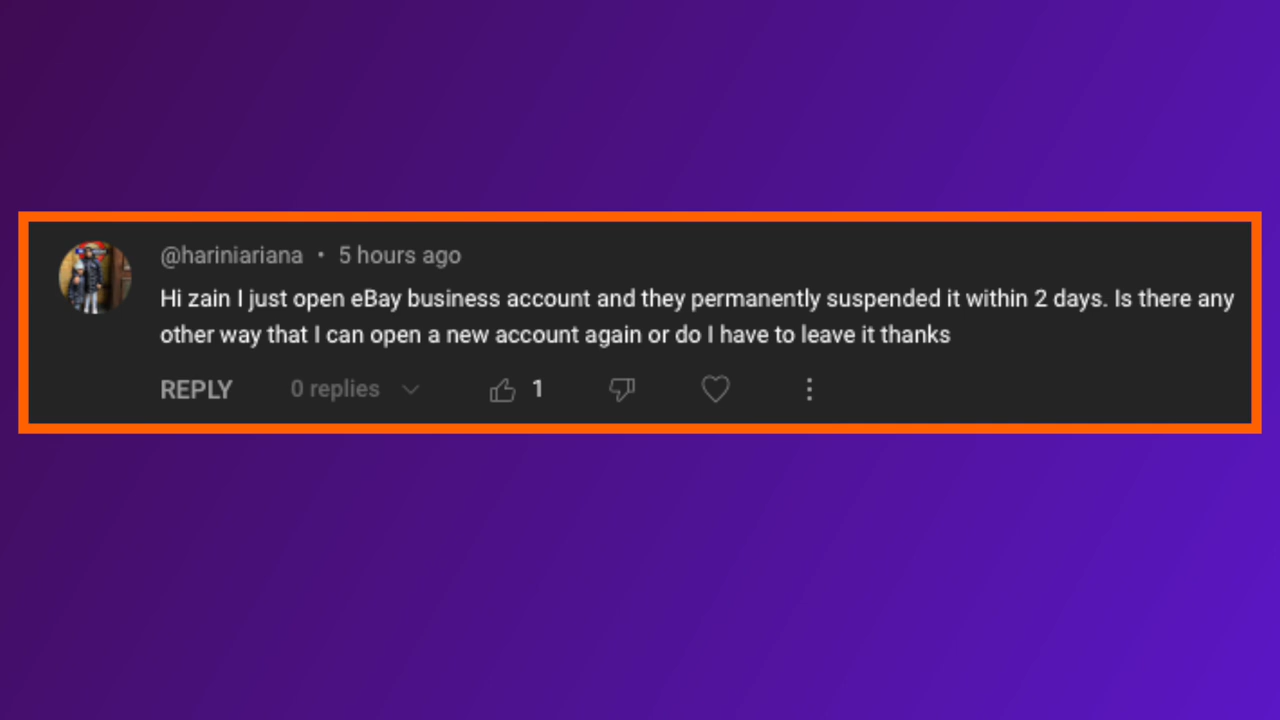 @hariniariana • 5 hours ago
Hi zain I just open eBay business account and they permanently suspended it within 2 days. Is there any
other way that I can open a new account again or do I have to leave it thanks
REPLY 0 replies 1